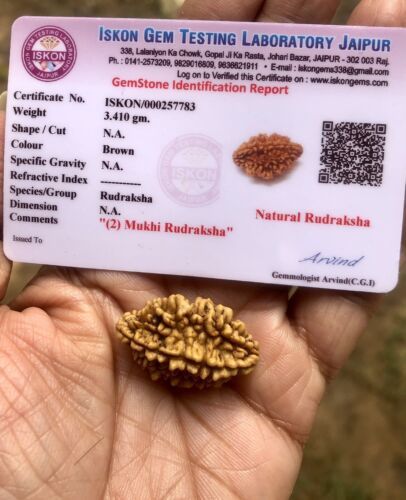 ISKON GEM TESTING LABORATORY JAIPUR
338, Lalaniyon Ka Chowk, Gopal Ji Ka Rasta, Johari Bazar, JAIPUR - 302 003 Raj.
Ph. : 0141-2573209, 9829016809, 9636621911 • E-mail : iskongems338@gmail.com
Log on to Verified this Certificate on : www.iskongems.com
GemStone Identification Report
Certificate No. ISKON/000257783
Weight 3.410 gm.
Shape / Cut N.A.
Colour Brown
Specific Gravity N.A.
Refractive Index -----------
Species/Group Rudraksha
Dimension N.A.
Comments "(2) Mukhi Rudraksha"
Natural Rudraksha
Issued To
Arvind
Gemmologist Arvind(C.G.I)
ISKON
JAIPUR
ISKON